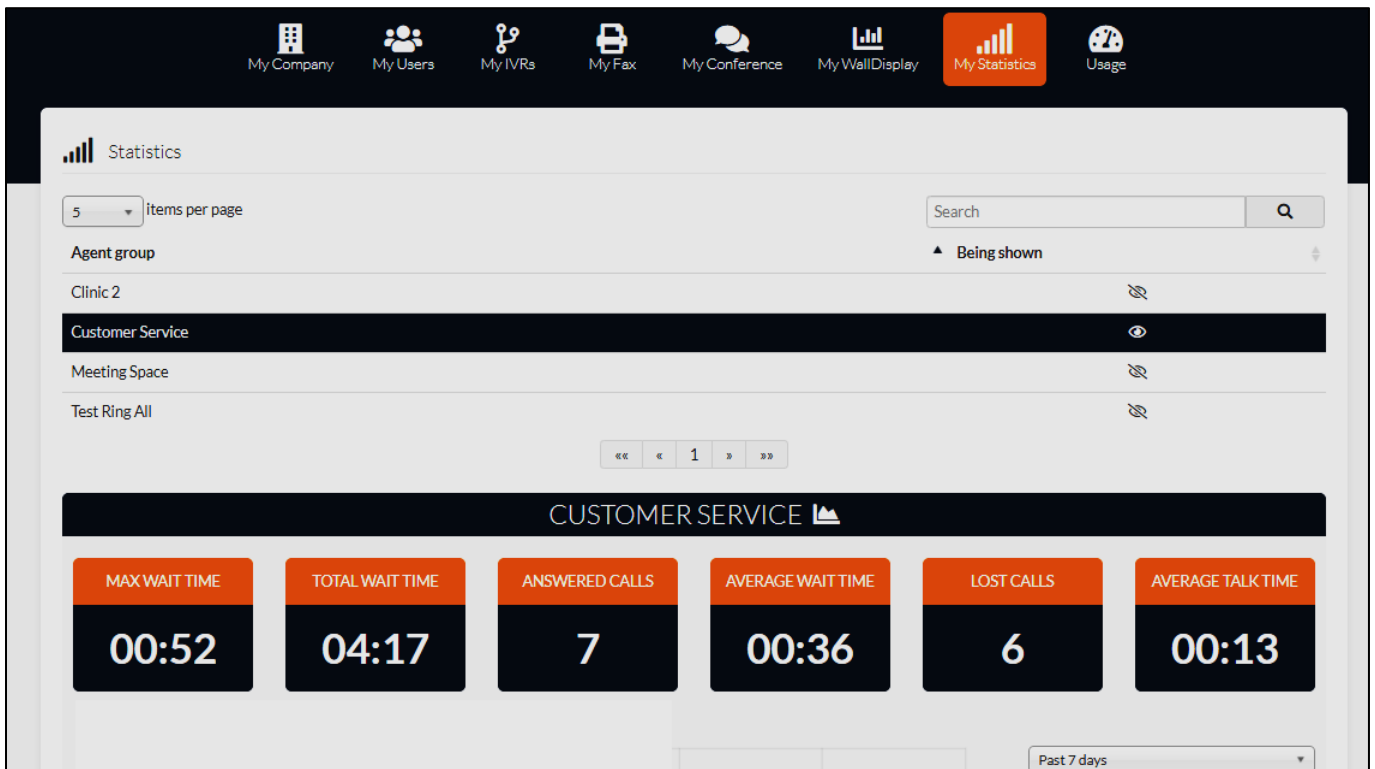 My Company My Users My IVRs My Fax My Conference My WallDisplay My Statistics Usage
Statistics
5 items per page Search
Agent group Being shown
Clinic 2
Customer Service
Meeting Space
Test Ring All
«« « 1 » »»
CUSTOMER SERVICE
MAX WAIT TIME TOTAL WAIT TIME ANSWERED CALLS AVERAGE WAIT TIME LOST CALLS AVERAGE TALK TIME
00:52 04:17 7 00:36 6 00:13
Past 7 days